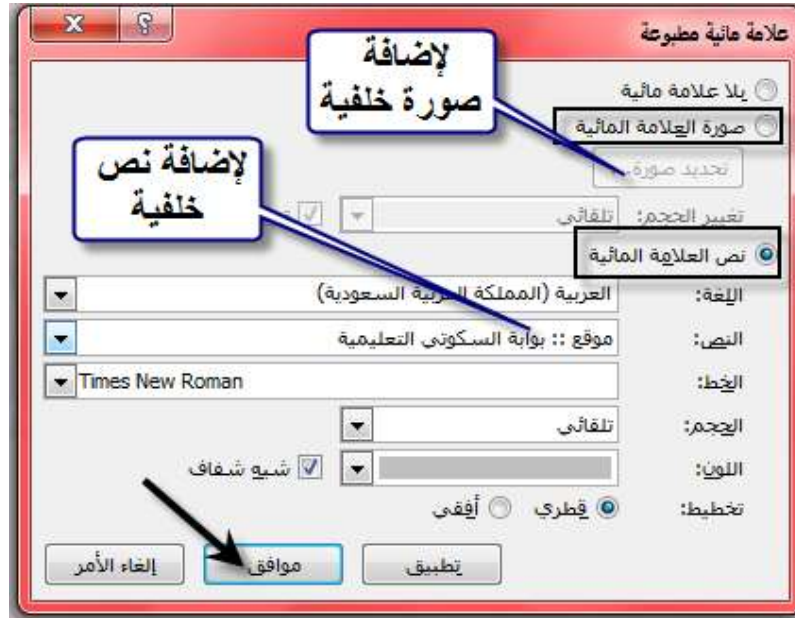 علامة مائية مطبوعة
لإضافة
صورة خلفية
يلا علامة مائية
صورة العلامة المائية
تحديد صورة...
لإضافة نص
خلفية
تغيير الحجم: تلقائي
نص العلامة المائية
اللغة: العربية (المملكة العربية السعودية)
النص: موقع :: بوابة السكوتي التعليمية
الخط: Times New Roman
الحجم: تلقائي
اللون: شبه شفاف
تخطيط: قطري أفقي
تطبيق موافق إلغاء الأمر